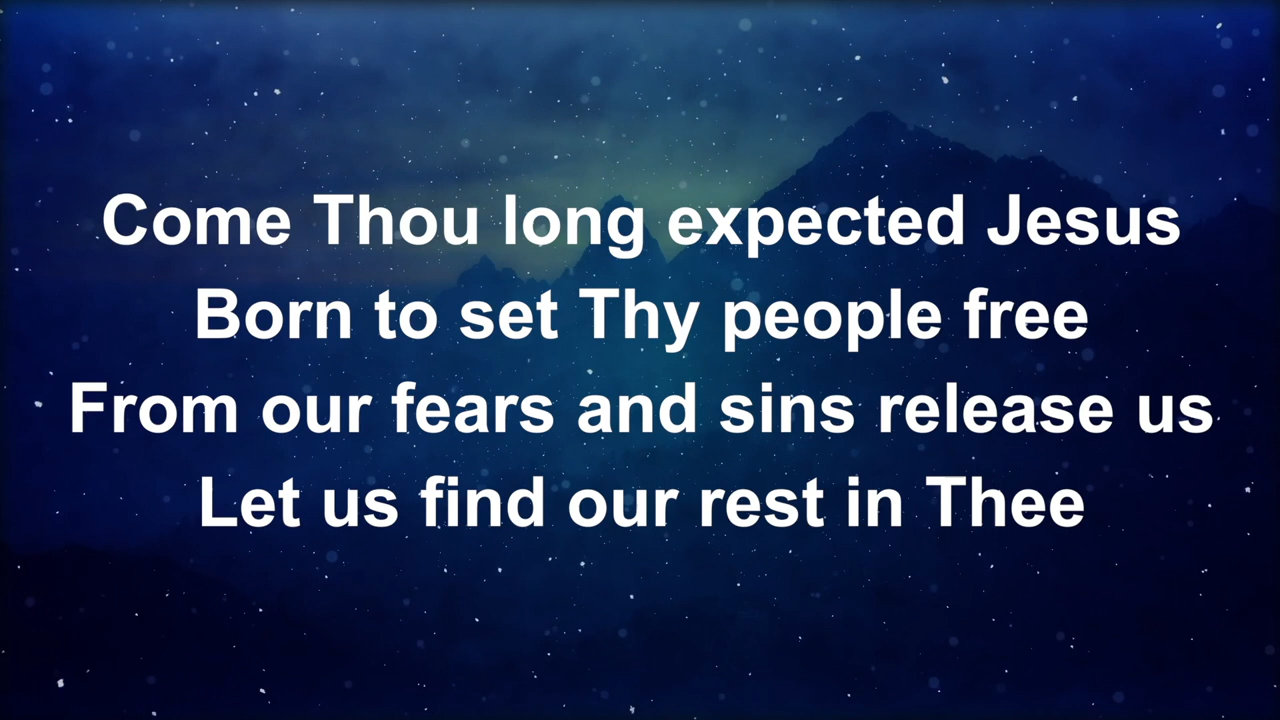 Come Thou long expected Jesus
Born to set Thy people free
From our fears and sins release us
Let us find our rest in Thee